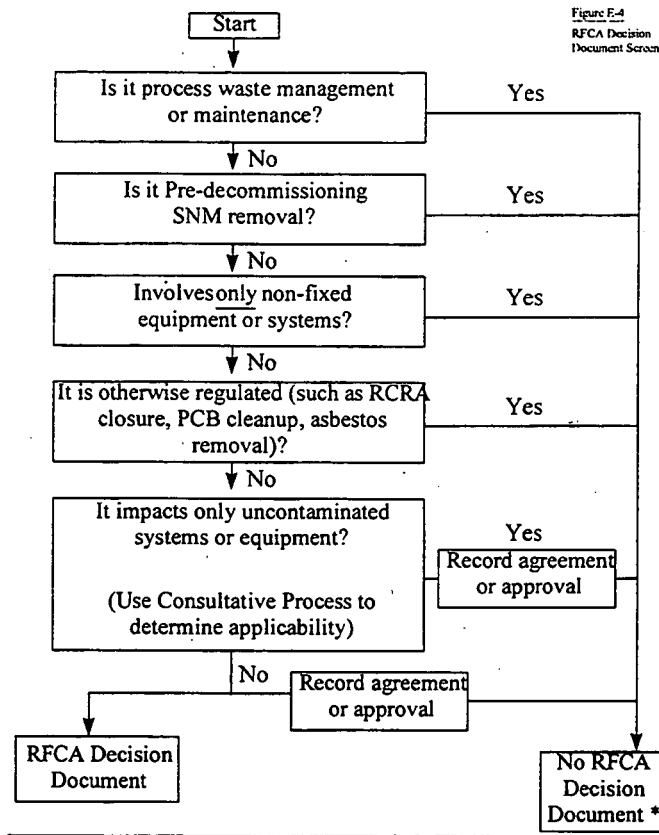 Figure E-4
RFCA Decision
Document Screen
Start
Is it process waste management
or maintenance?
Yes
No
Is it Pre-decommissioning
SNM removal?
Yes
No
Involves only non-fixed
equipment or systems?
Yes
No
It is otherwise regulated (such as RCRA
closure, PCB cleanup, asbestos
removal)?
Yes
No
It impacts only uncontaminated
systems or equipment?
(Use Consultative Process to
determine applicability)
Yes
Record agreement
or approval
No
Record agreement
or approval
RFCA Decision
Document
No RFCA
Decision
Document *